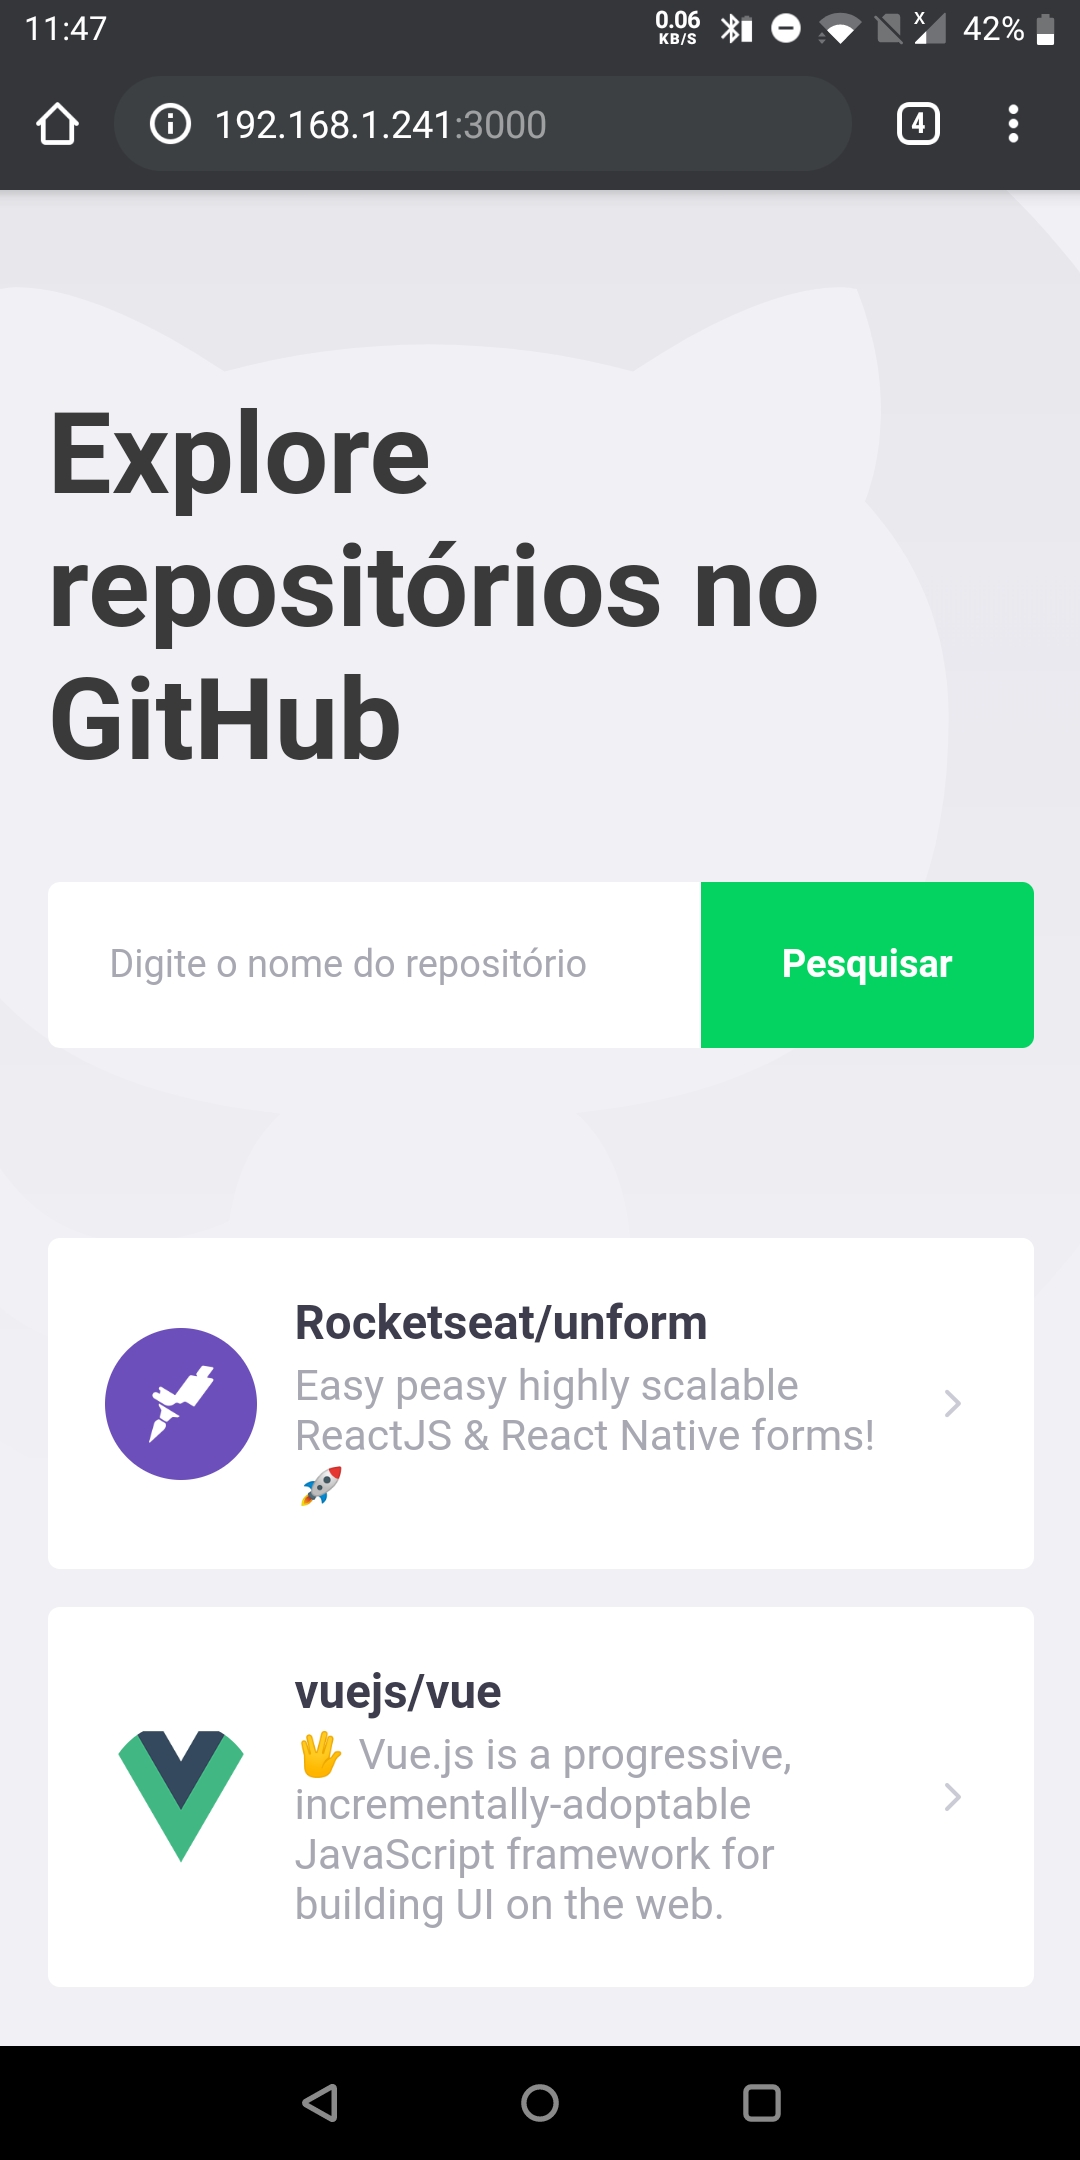 11:47
0.06
KB/S
X
42%
192.168.1.241:3000
4
Explore
repositórios no
GitHub
Digite o nome do repositório
Pesquisar
Rocketseat/unform
Easy peasy highly scalable
ReactJS & React Native forms!
🚀
vuejs/vue
🖖 Vue.js is a progressive,
incrementally-adoptable
JavaScript framework for
building UI on the web.